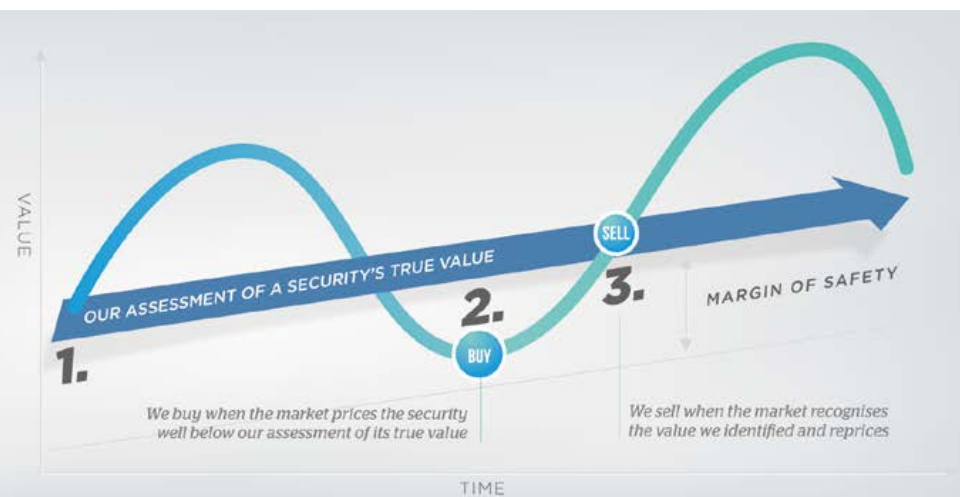 VALUE
OUR ASSESSMENT OF A SECURITY'S TRUE VALUE
1.
2.
BUY
SELL
3.
MARGIN OF SAFETY
We buy when the market prices the security
well below our assessment of its true value
We sell when the market recognises
the value we identified and reprices
TIME